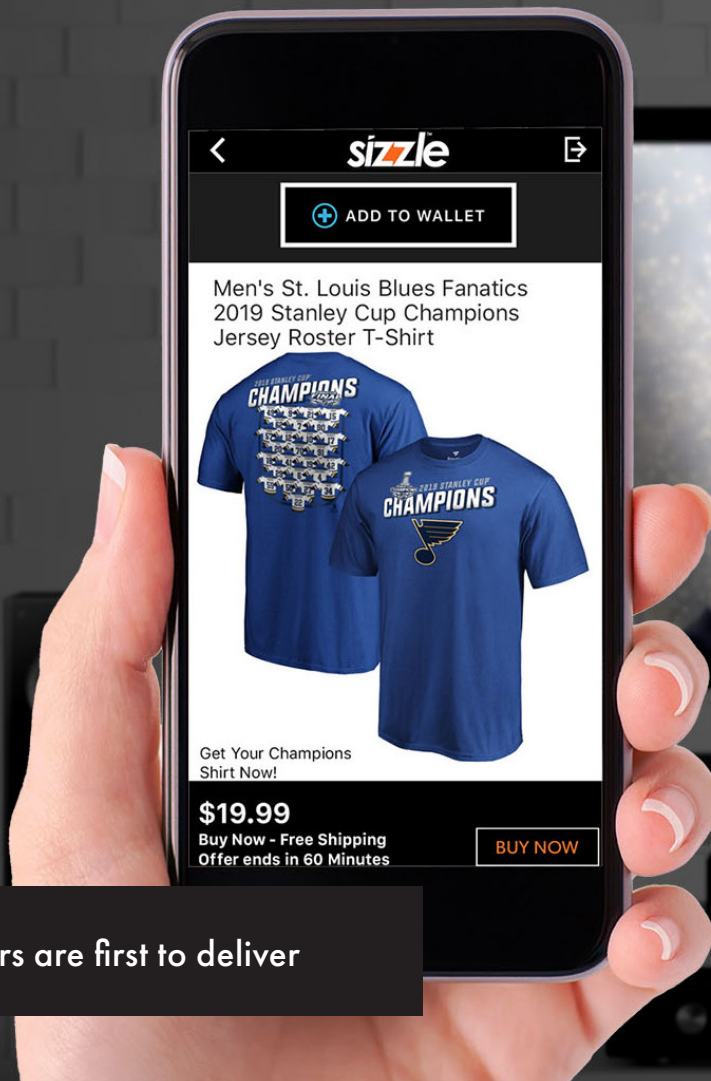 sizzle
ADD TO WALLET
Men's St. Louis Blues Fanatics
2019 Stanley Cup Champions
Jersey Roster T-Shirt
2019 STANLEY CUP
CHAMPIONS
FINAL
22
2019 STANLEY CUP
CHAMPIONS
Get Your Champions
Shirt Now!
$19.99
Buy Now - Free Shipping
Offer ends in 60 Minutes
BUY NOW
rs are first to deliver